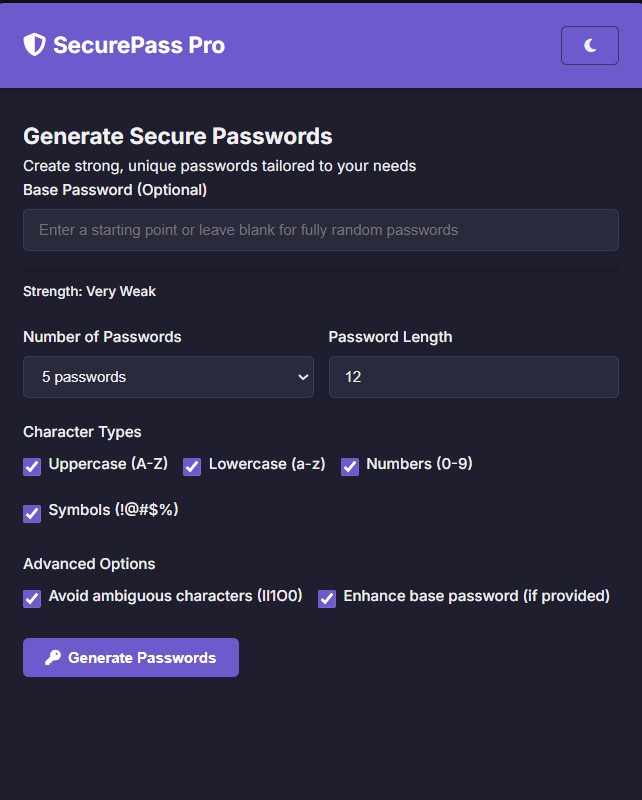 SecurePass Pro
Generate Secure Passwords
Create strong, unique passwords tailored to your needs
Base Password (Optional)
Enter a starting point or leave blank for fully random passwords
Strength: Very Weak
Number of Passwords Password Length
5 passwords 12
Character Types
Uppercase (A-Z) Lowercase (a-z) Numbers (0-9)
Symbols (!@#$%)
Advanced Options
Avoid ambiguous characters (lI1O0) Enhance base password (if provided)
Generate Passwords